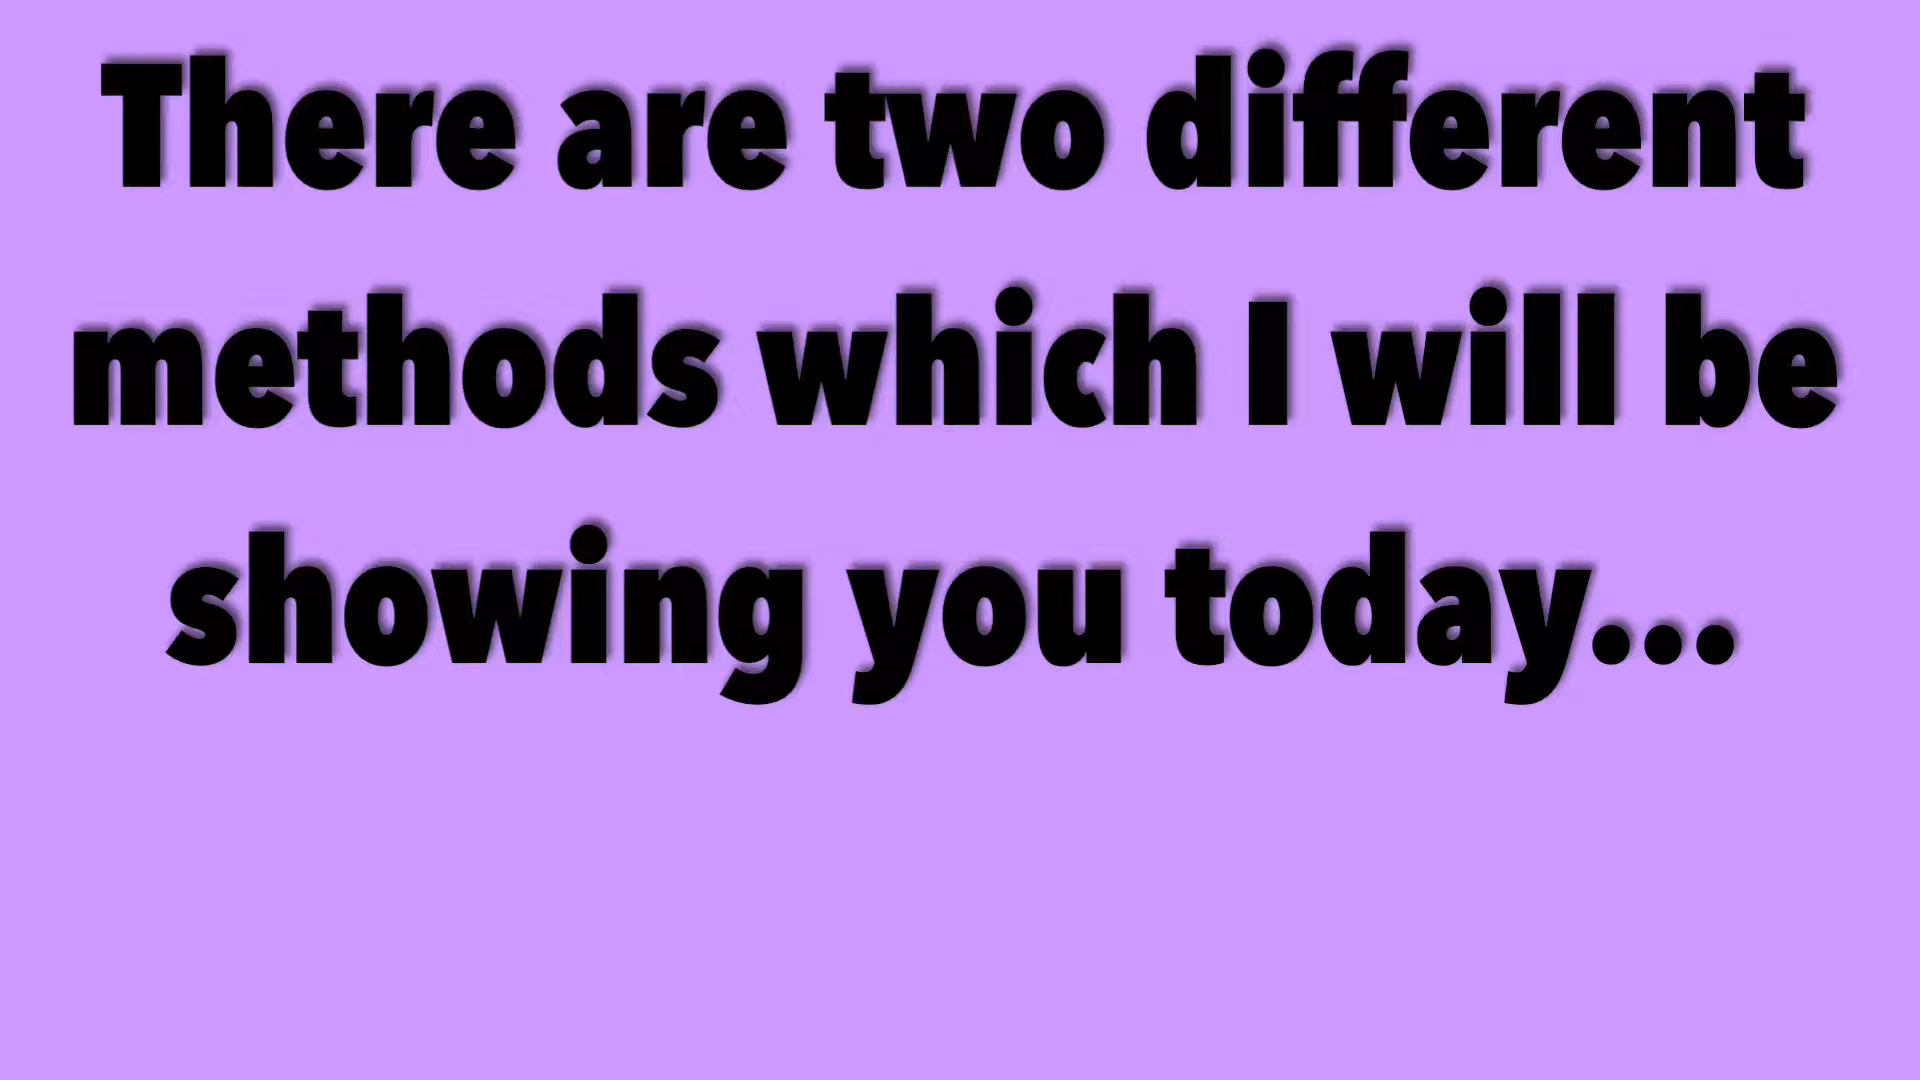 There are two different
methods which I will be
showing you today...